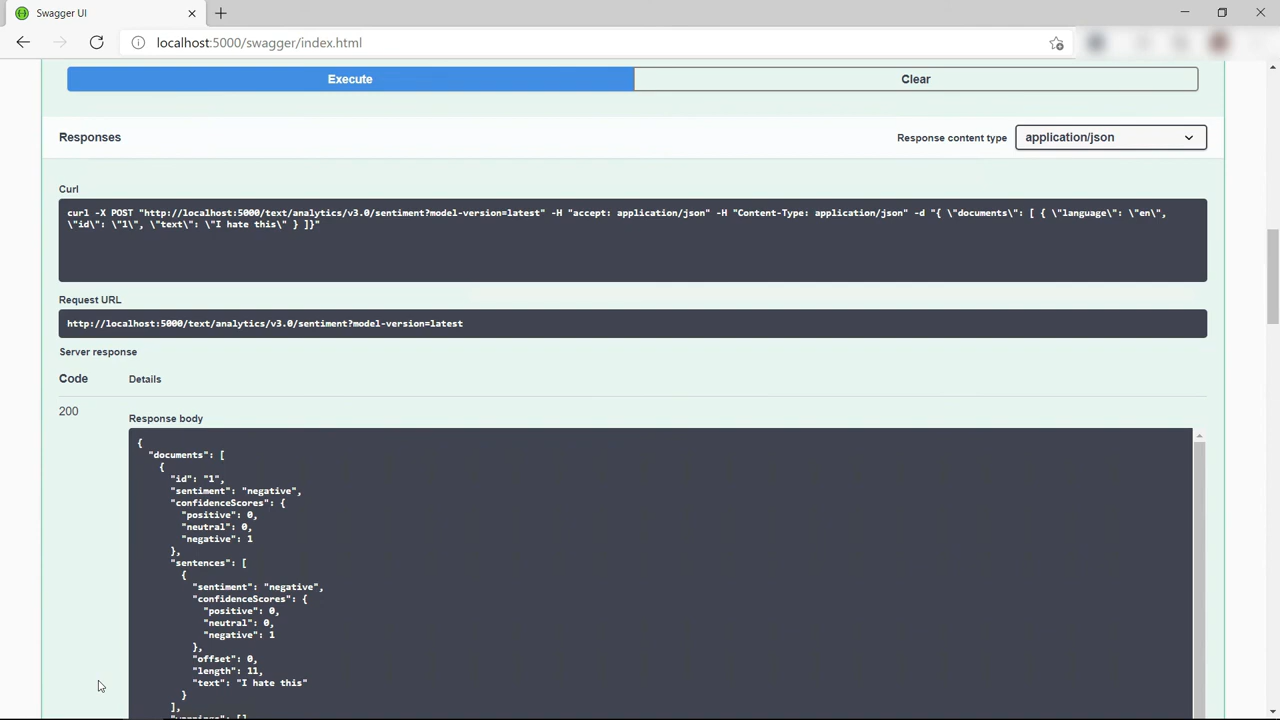 Swagger UI
localhost:5000/swagger/index.html
Execute
Clear
Responses
Response content type
application/json
Curl
curl -X POST "http://localhost:5000/text/analytics/v3.0/sentiment?model-version=latest" -H "accept: application/json" -H "Content-Type: application/json" -d "{ \"documents\": [ { \"language\": \"en\",
\"id\": \"1\", \"text\": \"I hate this\" } ]}"
Request URL
http://localhost:5000/text/analytics/v3.0/sentiment?model-version=latest
Server response
Code
Details
200
Response body
{
"documents": [
{
"id": "1",
"sentiment": "negative",
"confidenceScores": {
"positive": 0,
"neutral": 0,
"negative": 1
},
"sentences": [
{
"sentiment": "negative",
"confidenceScores": {
"positive": 0,
"neutral": 0,
"negative": 1
},
"offset": 0,
"length": 11,
"text": "I hate this"
}
],